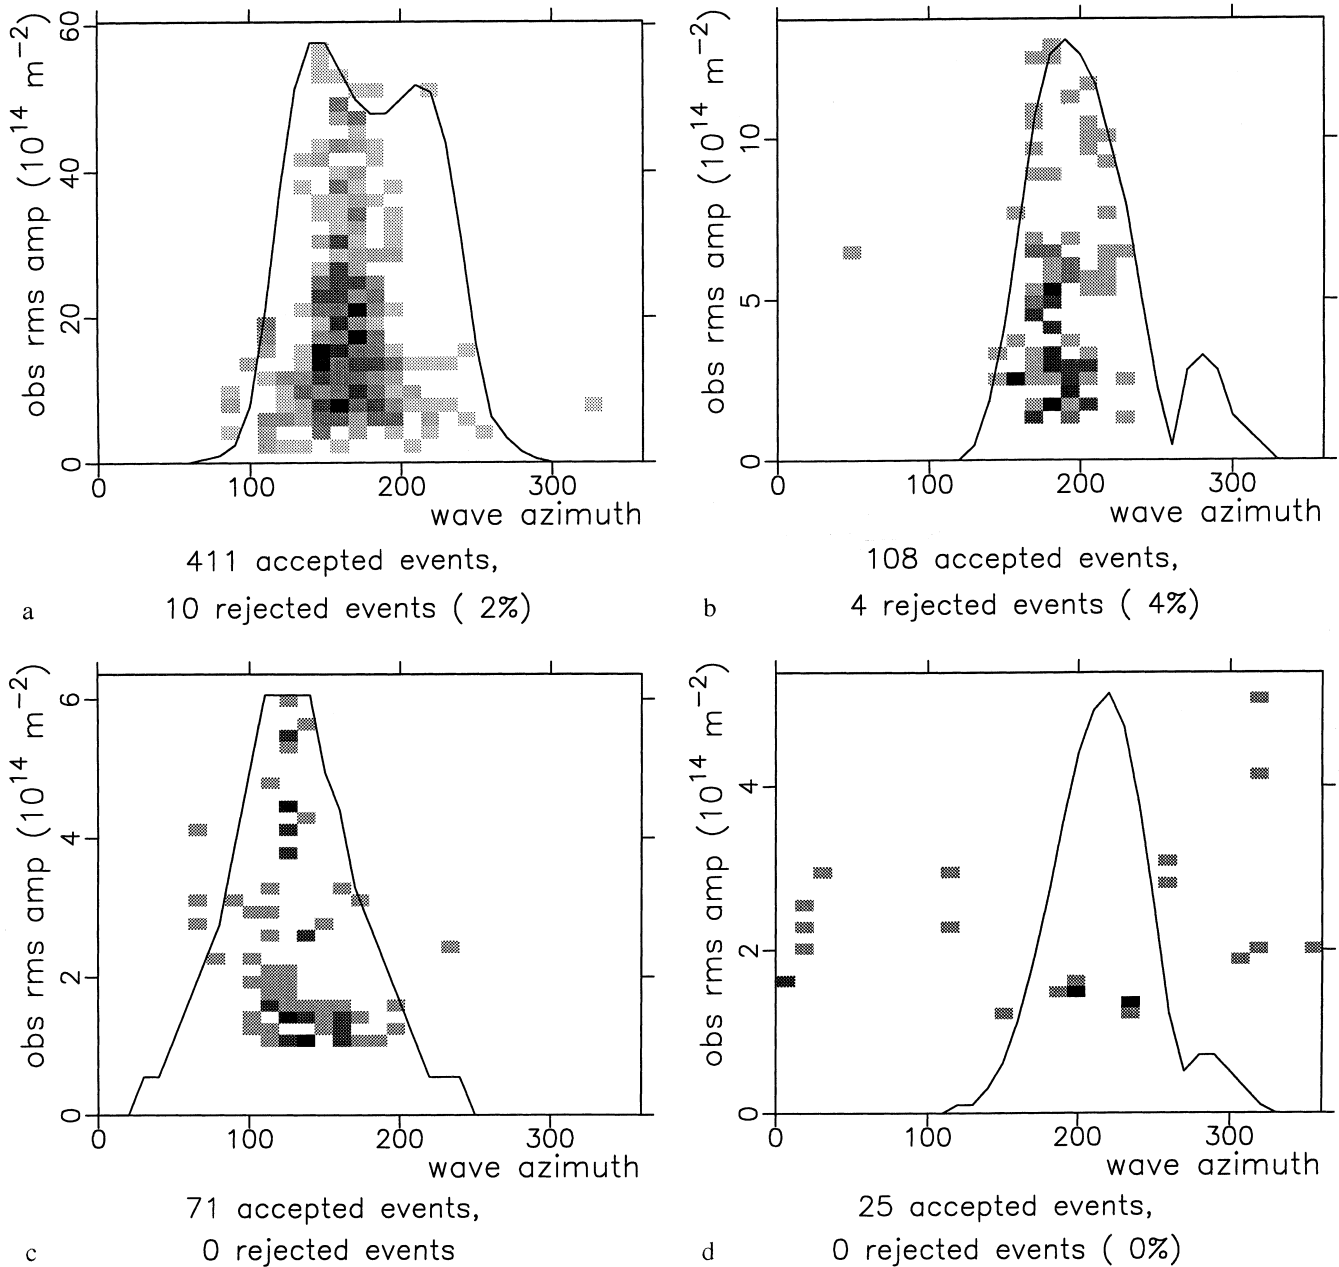 obs rms amp (10^14 m^−2)
60
40
20
0
0 100 200 300
wave azimuth
411 accepted events,
a 10 rejected events ( 2%)
obs rms amp (10^14 m^−2)
10
5
0
0 100 200 300
wave azimuth
108 accepted events,
b 4 rejected events ( 4%)
obs rms amp (10^14 m^−2)
6
4
2
0
0 100 200 300
wave azimuth
71 accepted events,
c 0 rejected events
obs rms amp (10^14 m^−2)
4
2
0
0 100 200 300
wave azimuth
25 accepted events,
d 0 rejected events ( 0%)